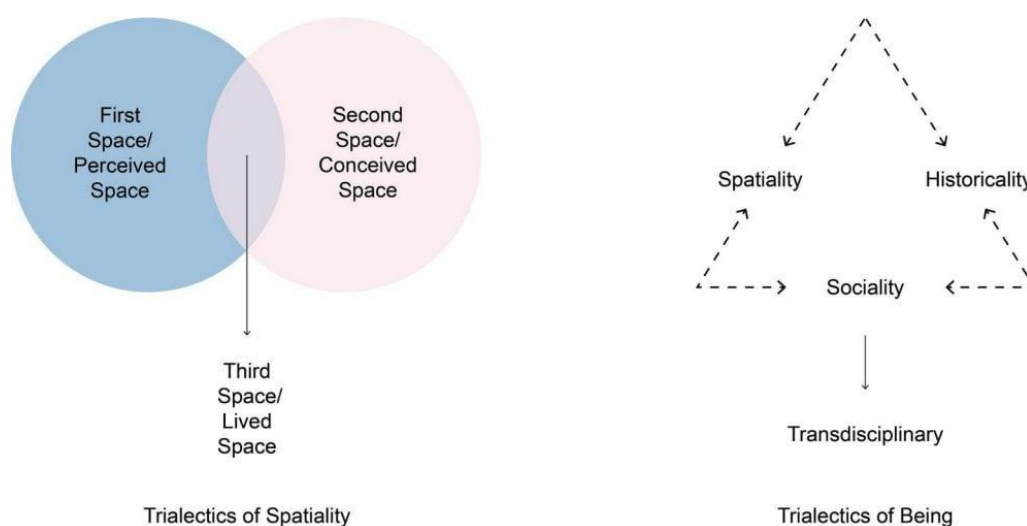 First
Space/
Perceived
Space
Second
Space/
Conceived
Space
Third
Space/
Lived
Space
Trialectics of Spatiality
Spatiality
Historicality
Sociality
Transdisciplinary
Trialectics of Being